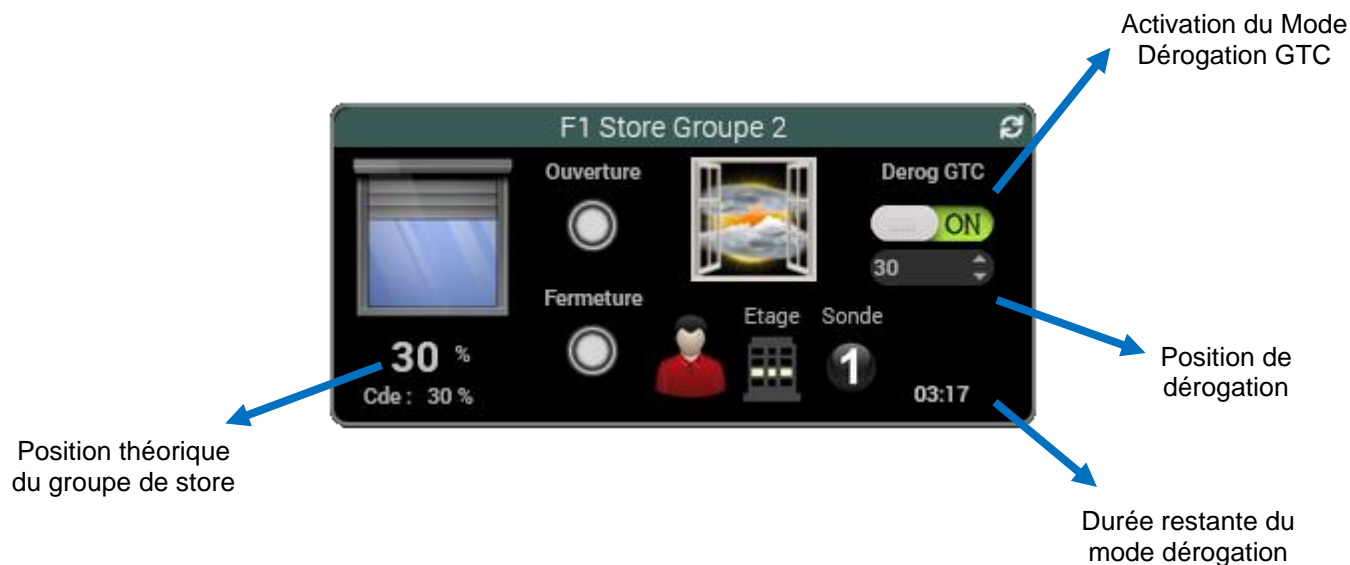 Activation du Mode
Dérogation GTC
F1 Store Groupe 2
Ouverture
Derog GTC
ON
30
Fermeture
Etage
Sonde
1
30 %
Cde : 30 %
03:17
Position de
dérogation
Position théorique
du groupe de store
Durée restante du
mode dérogation